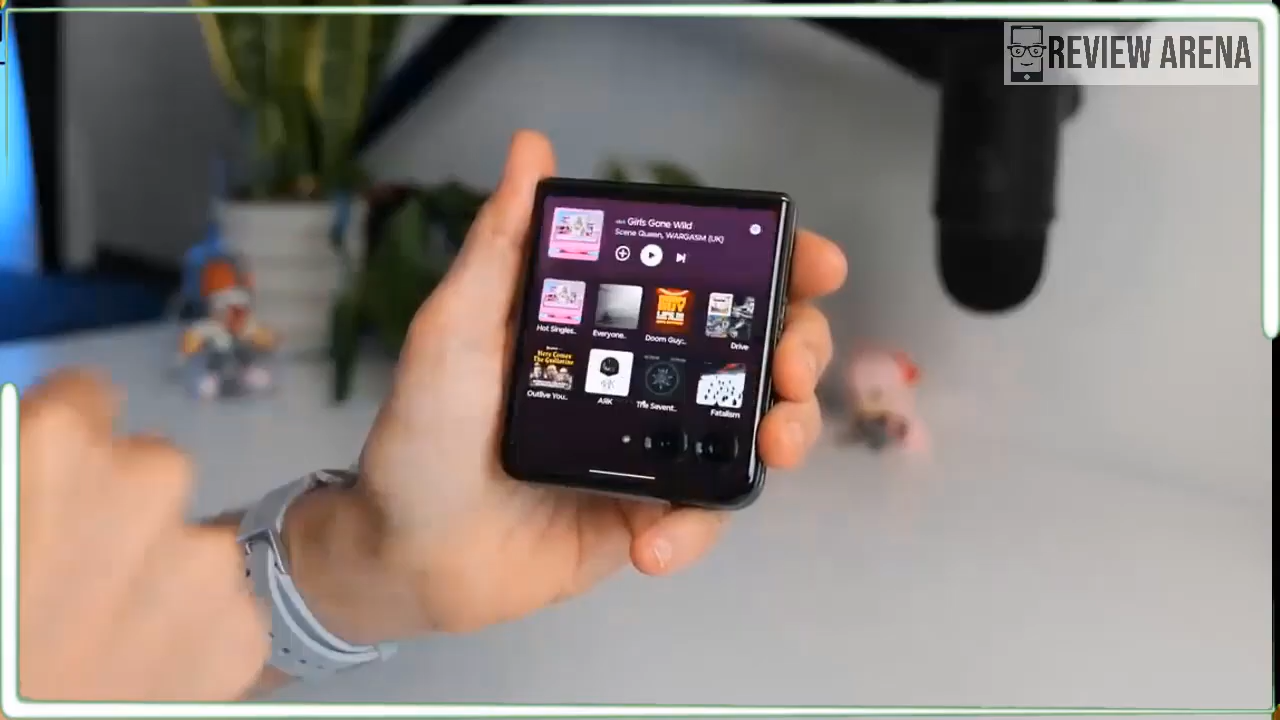 REVIEW ARENA
Girls Gone Wild
Scene Queen, WARGASM (UK)
Hot Singles..
Everyone..
Doom Guy:..
Drive
Outlive You..
ARK
The Sevent..
Fatalism